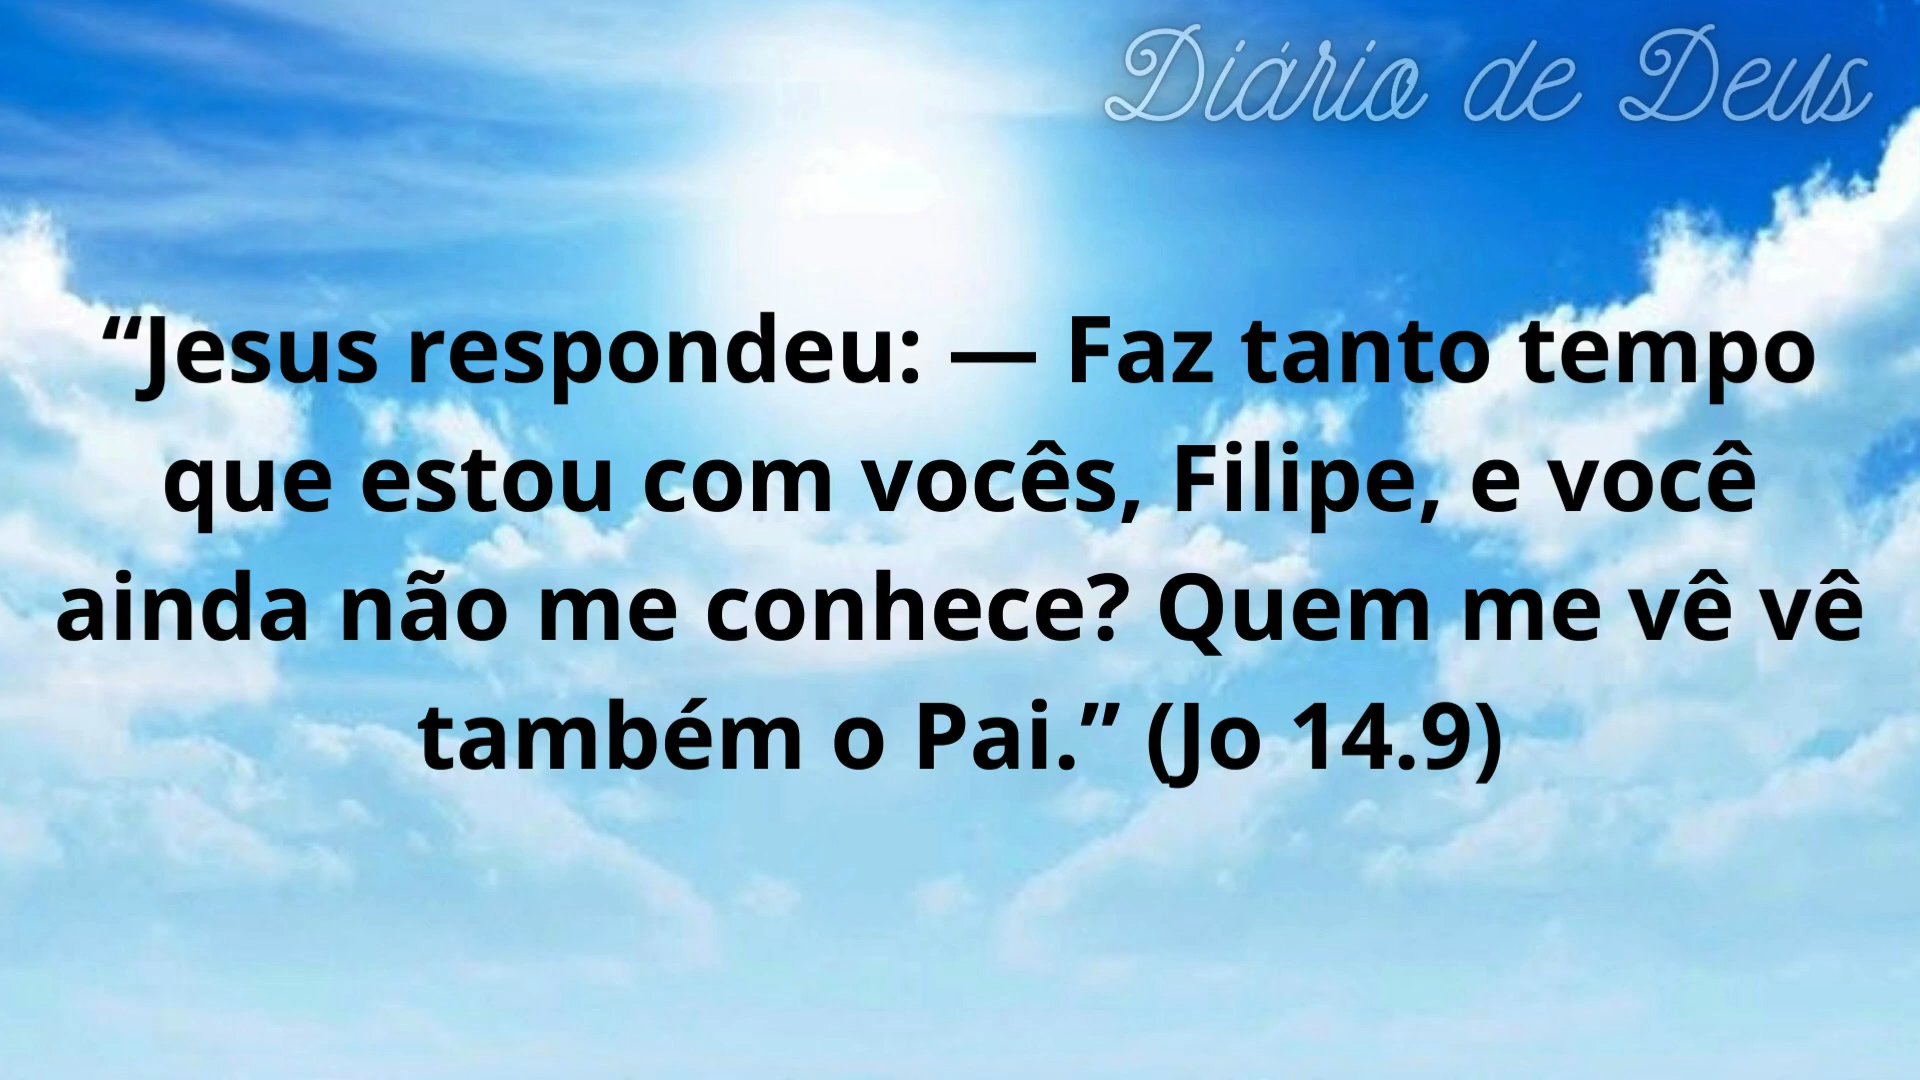 Diário de Deus
“Jesus respondeu: — Faz tanto tempo
que estou com vocês, Filipe, e você
ainda não me conhece? Quem me vê vê
também o Pai.” (Jo 14.9)